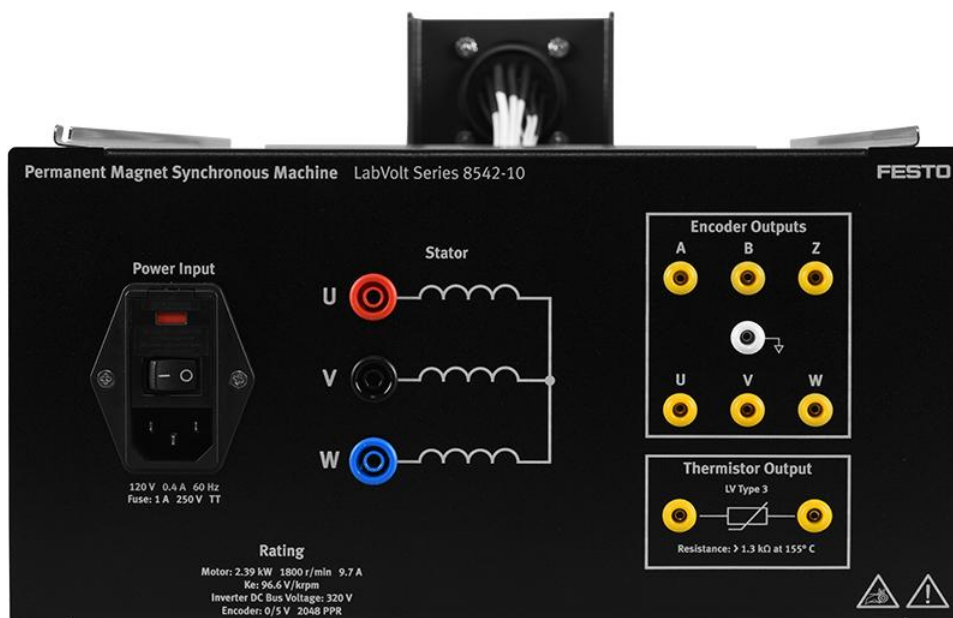 Permanent Magnet Synchronous Machine LabVolt Series 8542-10
FESTO
Power Input
120 V 0.4 A 60 Hz
Fuse: 1 A 250 V TT
Stator
U
V
W
Encoder Outputs
A B Z
U V W
Thermistor Output
LV Type 3
Resistance: > 1.3 kΩ at 155° C
Rating
Motor: 2.39 kW 1800 r/min 9.7 A
Ke: 96.6 V/krpm
Inverter DC Bus Voltage: 320 V
Encoder: 0/5 V 2048 PPR